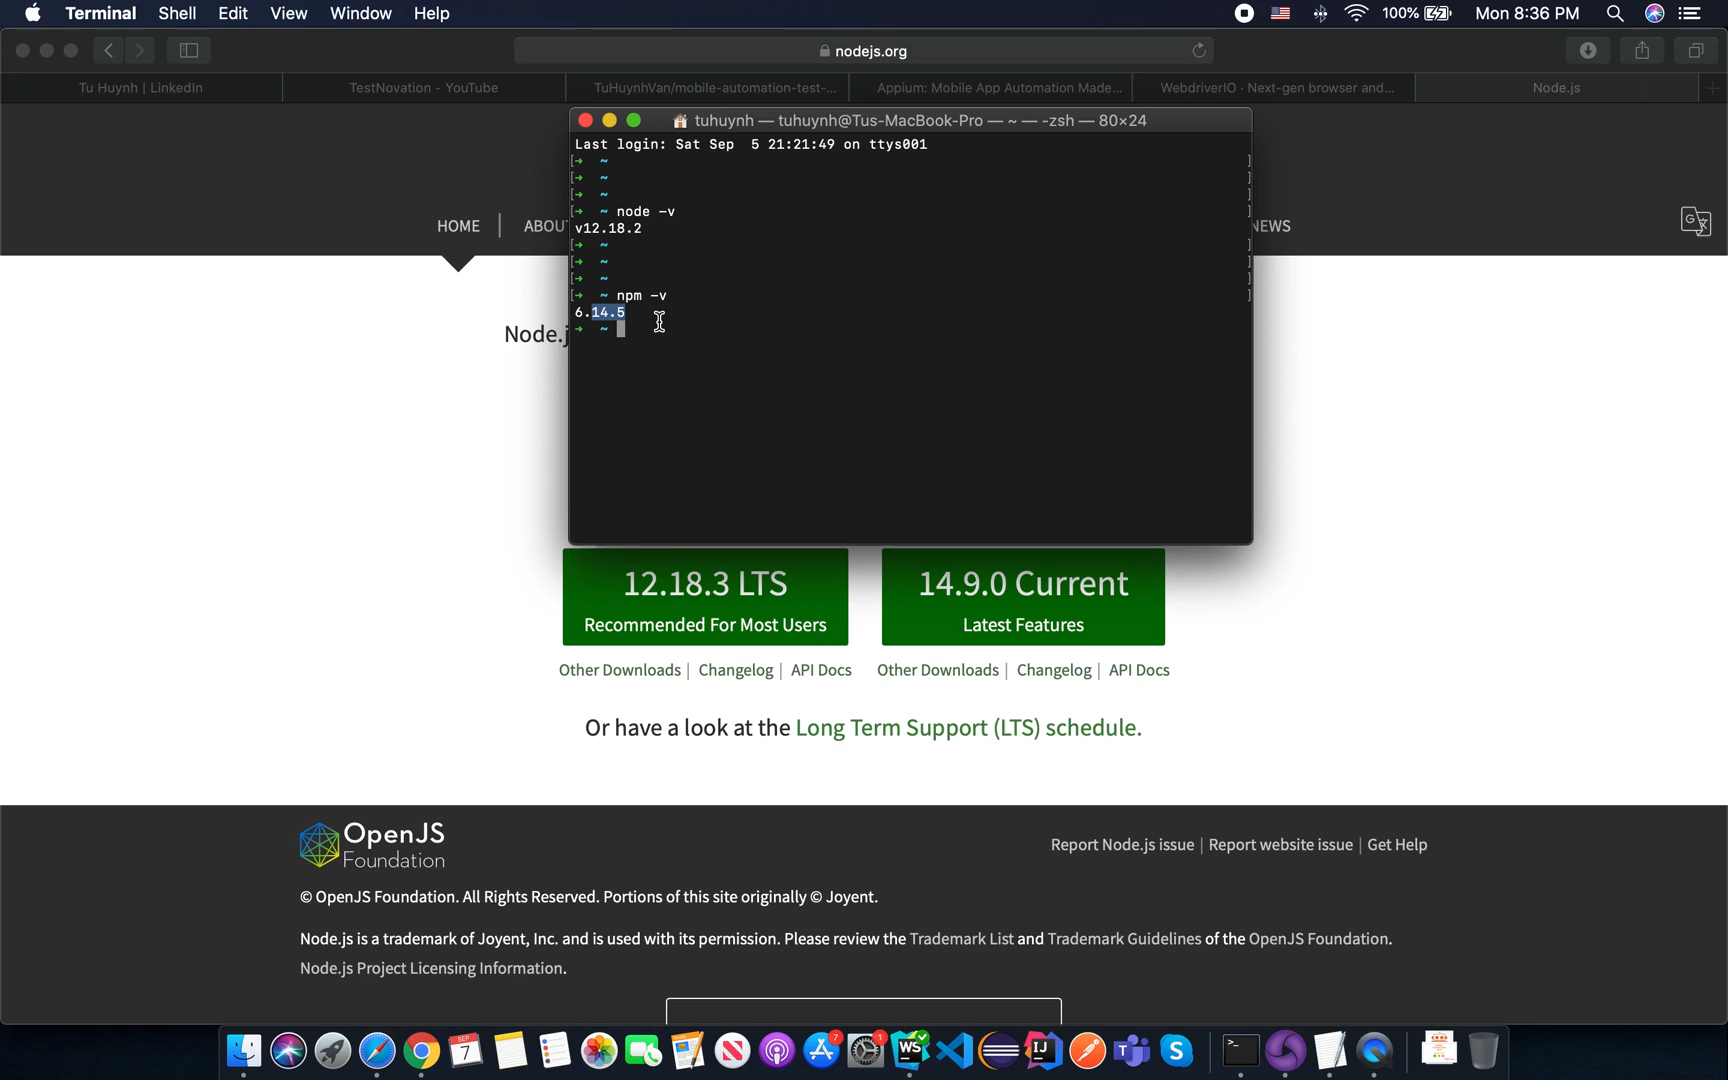 Terminal Shell Edit View Window Help 100% Mon 8:36 PM
nodejs.org
Tu Huynh | LinkedIn TestNovation - YouTube TuHuynhVan/mobile-automation-test-... Appium: Mobile App Automation Made... WebdriverIO · Next-gen browser and... Node.js
tuhuynh — tuhuynh@Tus-MacBook-Pro — ~ — -zsh — 80×24
Last login: Sat Sep  5 21:21:49 on ttys001
[➜  ~ ]
[➜  ~ ]
[➜  ~ ]
[➜  ~ node -v ]
v12.18.2
[➜  ~ ]
[➜  ~ ]
[➜  ~ ]
[➜  ~ npm -v ]
6.14.5
➜  ~
HOME ABOU NEWS
Node.j
12.18.3 LTS
Recommended For Most Users
14.9.0 Current
Latest Features
Other Downloads | Changelog | API Docs Other Downloads | Changelog | API Docs
Or have a look at the Long Term Support (LTS) schedule.
OpenJS
Foundation
Report Node.js issue | Report website issue | Get Help
© OpenJS Foundation. All Rights Reserved. Portions of this site originally © Joyent.
Node.js is a trademark of Joyent, Inc. and is used with its permission. Please review the Trademark List and Trademark Guidelines of the OpenJS Foundation.
Node.js Project Licensing Information.
SEP
7
7
1
WS
IJ